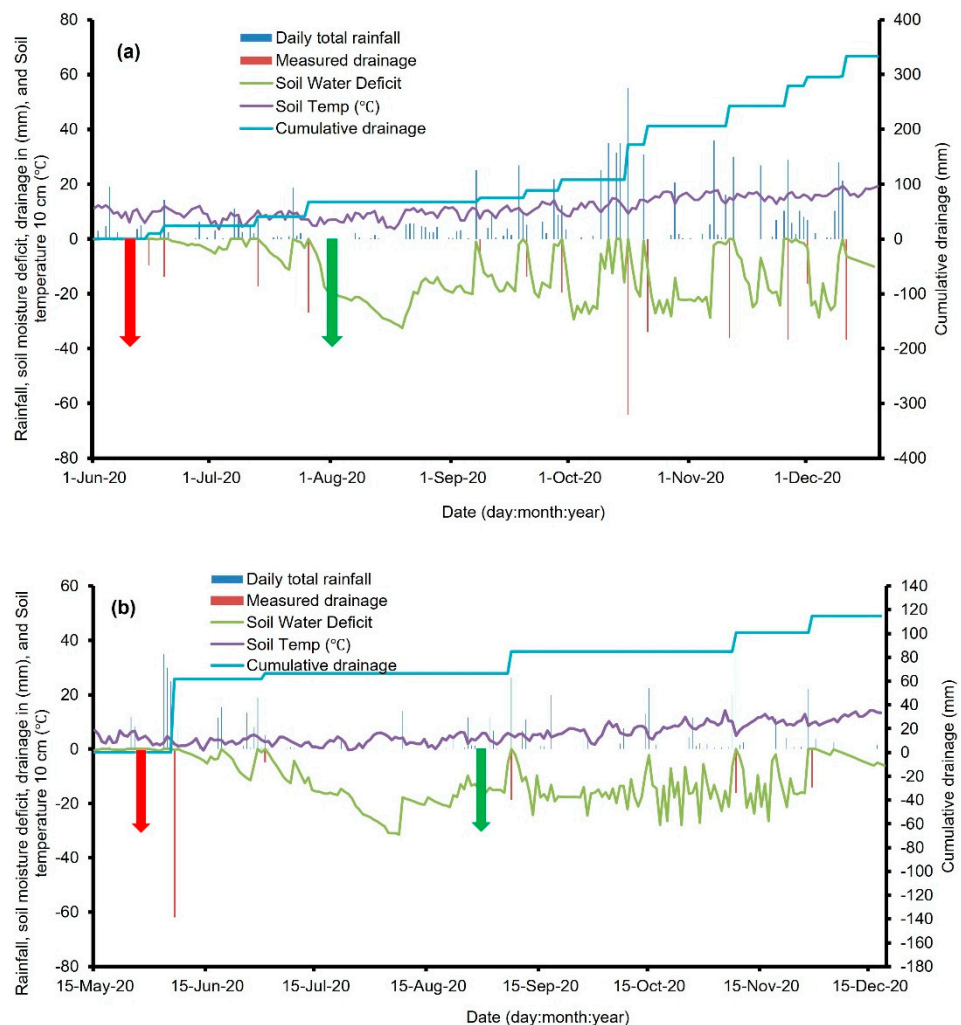 (a)
Daily total rainfall
Measured drainage
Soil Water Deficit
Soil Temp (℃)
Cumulative drainage
Rainfall, soil moisture deficit, drainage in (mm), and Soil
temperature 10 cm (℃)
80
60
40
20
0
-20
-40
-60
-80
400
300
200
100
0
-100
-200
-300
-400
Cumulative drainage (mm)
1-Jun-20 1-Jul-20 1-Aug-20 1-Sep-20 1-Oct-20 1-Nov-20 1-Dec-20
Date (day:month:year)
(b)
Daily total rainfall
Measured drainage
Soil Water Deficit
Soil Temp (℃)
Cumulative drainage
Rainfall, soil moisture deficit, drainage in (mm), and Soil
temperature 10 cm (℃)
60
40
20
0
-20
-40
-60
-80
140
120
100
80
60
40
20
0
-20
-40
-60
-80
-100
-120
-140
-160
-180
Cumulative drainage (mm)
15-May-20 15-Jun-20 15-Jul-20 15-Aug-20 15-Sep-20 15-Oct-20 15-Nov-20 15-Dec-20
Date (day:month:year)